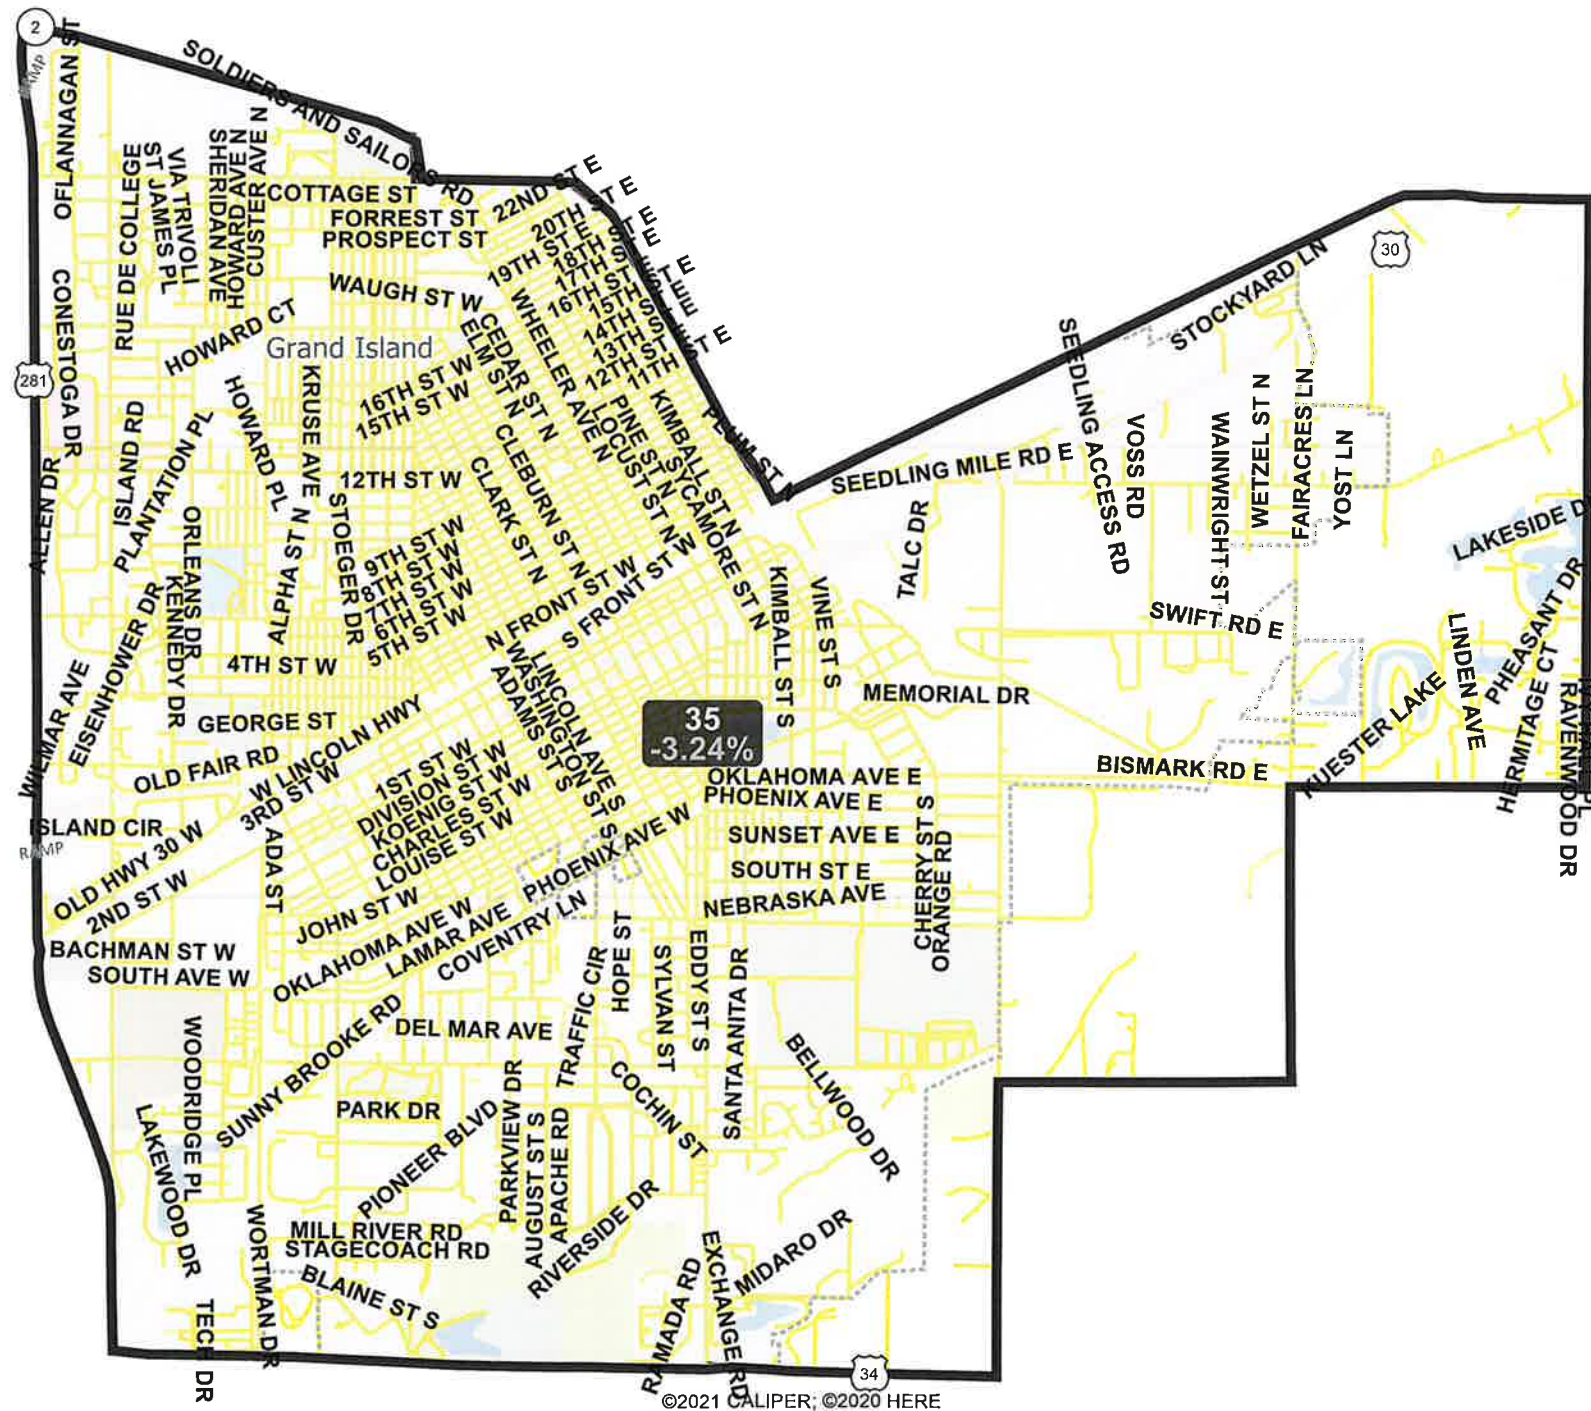 2
RAMP
OFLANNAGAN ST
SOLDIERS AND SAILORS RD
RUE DE COLLEGE
ST JAMES PL
VIA TRIVOLI
SHERIDAN AVE
HOWARD AVE N
CUSTER AVE N
COTTAGE ST
FORREST ST
PROSPECT ST
22ND ST E
20TH ST E
19TH ST E
18TH
17TH
16TH ST
15TH
14TH
13TH ST
12TH
11TH
WAUGH ST W
CONESTOGA DR
HOWARD CT
Grand Island
281
30
STOCKYARD LN
WHEELER AVE N
CEDAR ST N
ELM ST N
16TH ST W
15TH ST W
KRUSE AVE N
HOWARD PL
ISLAND RD
PLANTATION PL
12TH ST W
CLARK ST N
CLEBURN ST N
LOCUST ST N
PINE ST N
SYCAMORE ST N
KIMBALL ST N
PLUM ST N
SEEDLING MILE RD E
SEEDLING ACCESS RD
VOSS RD
WAINWRIGHT ST
WETZEL ST N
FAIRACRES LN
YOST LN
LAKESIDE D
ALLEN DR
ORLEANS DR
KENNEDY DR
ALPHA ST N
STOEGER DR
9TH ST W
8TH ST W
7TH ST W
6TH ST W
5TH ST W
4TH ST W
N FRONT ST W
S FRONT ST W
KIMBALL ST S
VINE ST S
TALC DR
SWIFT RD E
LINDEN AVE
PHEASANT DR
HERMITAGE CT
RAVENWOOD DR
KUESTER LAKE
WILMAR AVE
EISENHOWER DR
GEORGE ST
OLD FAIR RD
W LINCOLN HWY
3RD ST W
LINCOLN AVE S
WASHINGTON ST S
ADAMS ST S
35
-3.24%
MEMORIAL DR
BISMARK RD E
1ST ST W
DIVISION ST W
KOENIG ST W
CHARLES ST W
LOUISE ST W
OKLAHOMA AVE E
PHOENIX AVE E
SUNSET AVE E
SOUTH ST E
NEBRASKA AVE
CHERRY ST S
ORANGE RD
ISLAND CIR
RAMP
OLD HWY 30 W
2ND ST W
ADA ST
JOHN ST W
PHOENIX AVE W
OKLAHOMA AVE W
LAMAR AVE
COVENTRY LN
BACHMAN ST W
SOUTH AVE W
TRAFFIC CIR
HOPE ST
SYLVAN ST
EDDY ST S
SANTA ANITA DR
DEL MAR AVE
SUNNY BROOKE RD
WOODRIDGE PL
LAKEWOOD DR
PARK DR
PIONEER BLVD
PARKVIEW DR
AUGUST ST S
APACHE RD
COCHIN ST
BELLWOOD DR
MILL RIVER RD
STAGECOACH RD
RIVERSIDE DR
WORTMAN DR
BLAINE ST S
TECH DR
RAMADA RD
EXCHANGE RD
MIDARO DR
34
©2021 CALIPER; ©2020 HERE